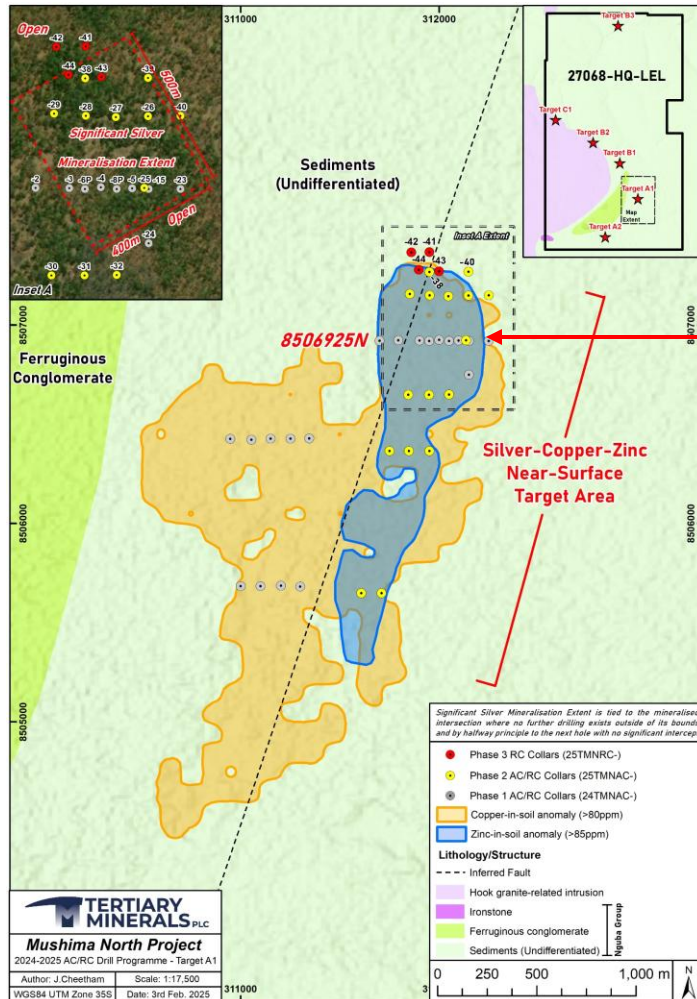 311000
312000
-42
-41
Open
-44
-38
-43
-39
500m
-29
-28
-27
-26
-40
Significant Silver
Mineralisation Extent
-2
-3
-6P
-4
-8P
-5
-25
-15
-23
400m
Open
-24
-30
-31
-32
Inset A
Target B3
27068-HQ-LEL
Target C1
Target B2
Target B1
Target A1
Map
Extent
Target A2
Sediments
(Undifferentiated)
Inset A Extent
-42
-41
-44
-43
-40
-38
8507000
8506925N
Ferruginous
Conglomerate
Silver-Copper-Zinc
Near-Surface
Target Area
8506000
8505000
Significant Silver Mineralisation Extent is tied to the mineralised
intersection where no further drilling exists outside of its bounds
and by halfway principle to the next hole with no significant intercept
Phase 3 RC Collars (25TMNRC-)
Phase 2 AC/RC Collars (25TMNAC-)
Phase 1 AC/RC Collars (24TMNAC-)
Copper-in-soil anomaly (>80ppm)
Zinc-in-soil anomaly (>85ppm)
Lithology/Structure
Inferred Fault
Hook granite-related intrusion
Ironstone
Ferruginous conglomerate
Sediments (Undifferentiated)
Nguba Group
TERTIARY
MINERALS PLC
Mushima North Project
2024-2025 AC/RC Drill Programme - Target A1
Author: J.Cheetham
Scale: 1:17,500
WGS84 UTM Zone 35S
Date: 3rd Feb. 2025
311000
3
0
250
500
1,000 m
N